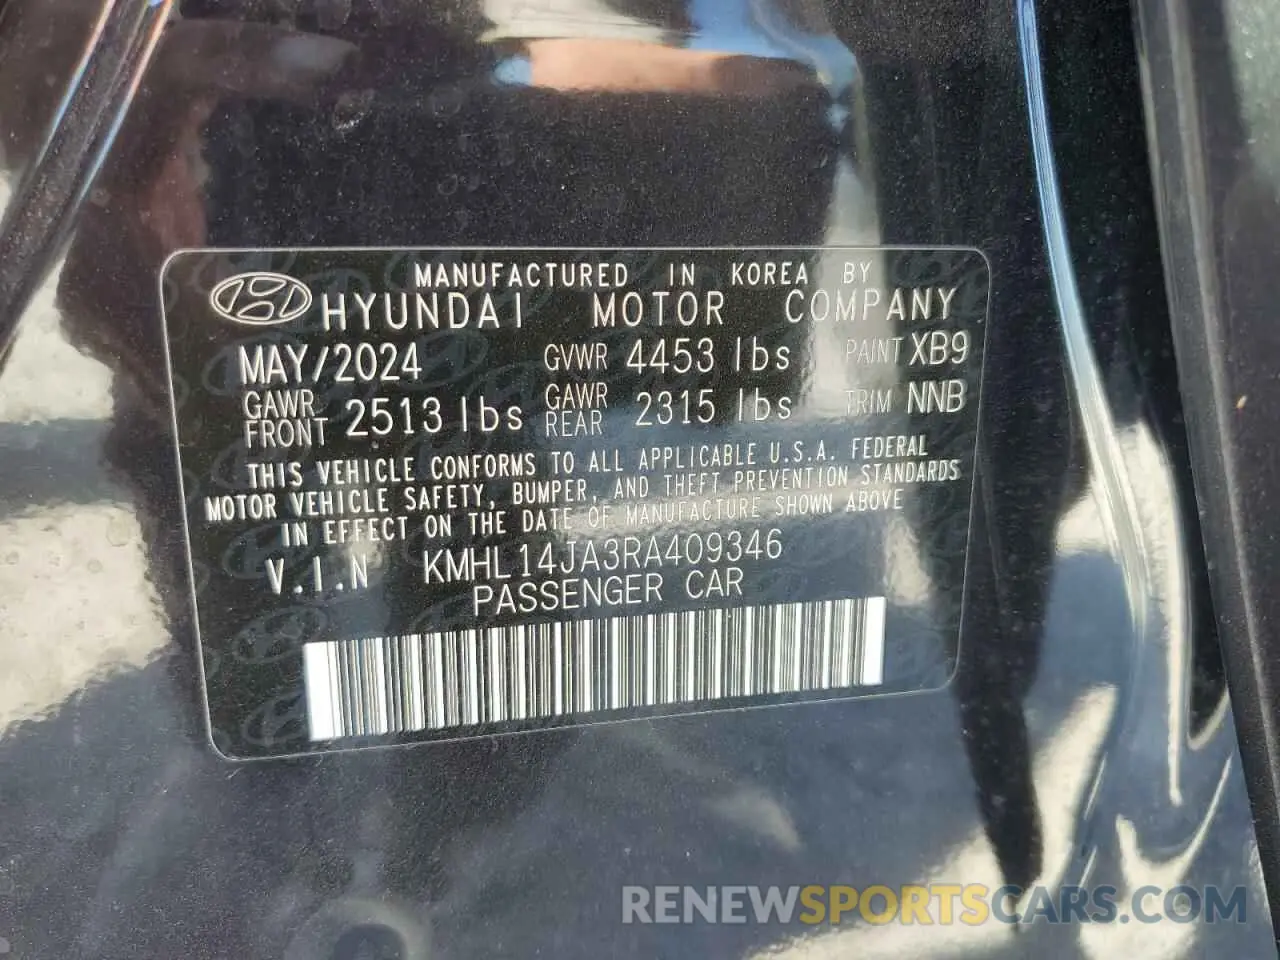 MANUFACTURED IN KOREA BY
HYUNDAI MOTOR COMPANY
MAY/2024 GVWR 4453 lbs PAINT XB9
GAWR FRONT 2513 lbs GAWR REAR 2315 lbs TRIM NNB
THIS VEHICLE CONFORMS TO ALL APPLICABLE U.S.A. FEDERAL
MOTOR VEHICLE SAFETY, BUMPER, AND THEFT PREVENTION STANDARDS
IN EFFECT ON THE DATE OF MANUFACTURE SHOWN ABOVE
V.I.N KMHL14JA3RA409346
PASSENGER CAR
RENEWSPORTSCARS.COM